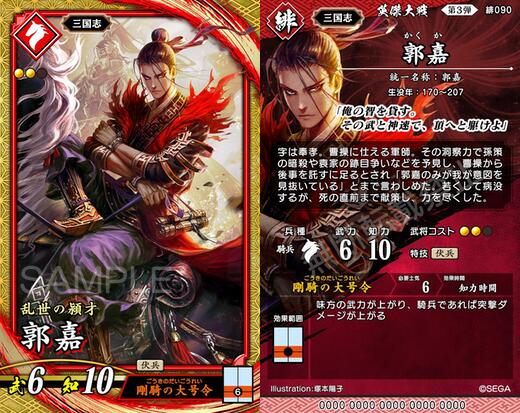 三国志
SAMPLE
乱世の頴才
郭嘉
伏兵
武6 知10
ごうきのだいごうれい
剛騎の大号令
6
緋
三国志
英傑大戦
第3弾
緋090
かくか
郭嘉
統一名称：郭嘉
生没年：170～207
「俺の智を貸す。
その武と神速で、頂へと駆けよ」
字は奉孝。曹操に仕える軍師。その洞察力で孫策
の暗殺や袁家の跡目争いなどを予見し、曹操から
後事を託すに足るとされ「郭嘉のみが我が意図を
見抜いている」とまで言わしめた。若くして病没
するが、死の直前まで献策し、力を尽くした。
兵種 武力 知力 武将コスト
騎兵 6 10 特技 伏兵
ごうきのだいごうれい 必要士気 効果時間
剛騎の大号令 6 知力時間
効果範囲
味方の武力が上がり、騎兵であれば突撃ダ
メージが上がる
Illustration:塚本陽子
©SEGA
0000-0000-0000-0000-0000